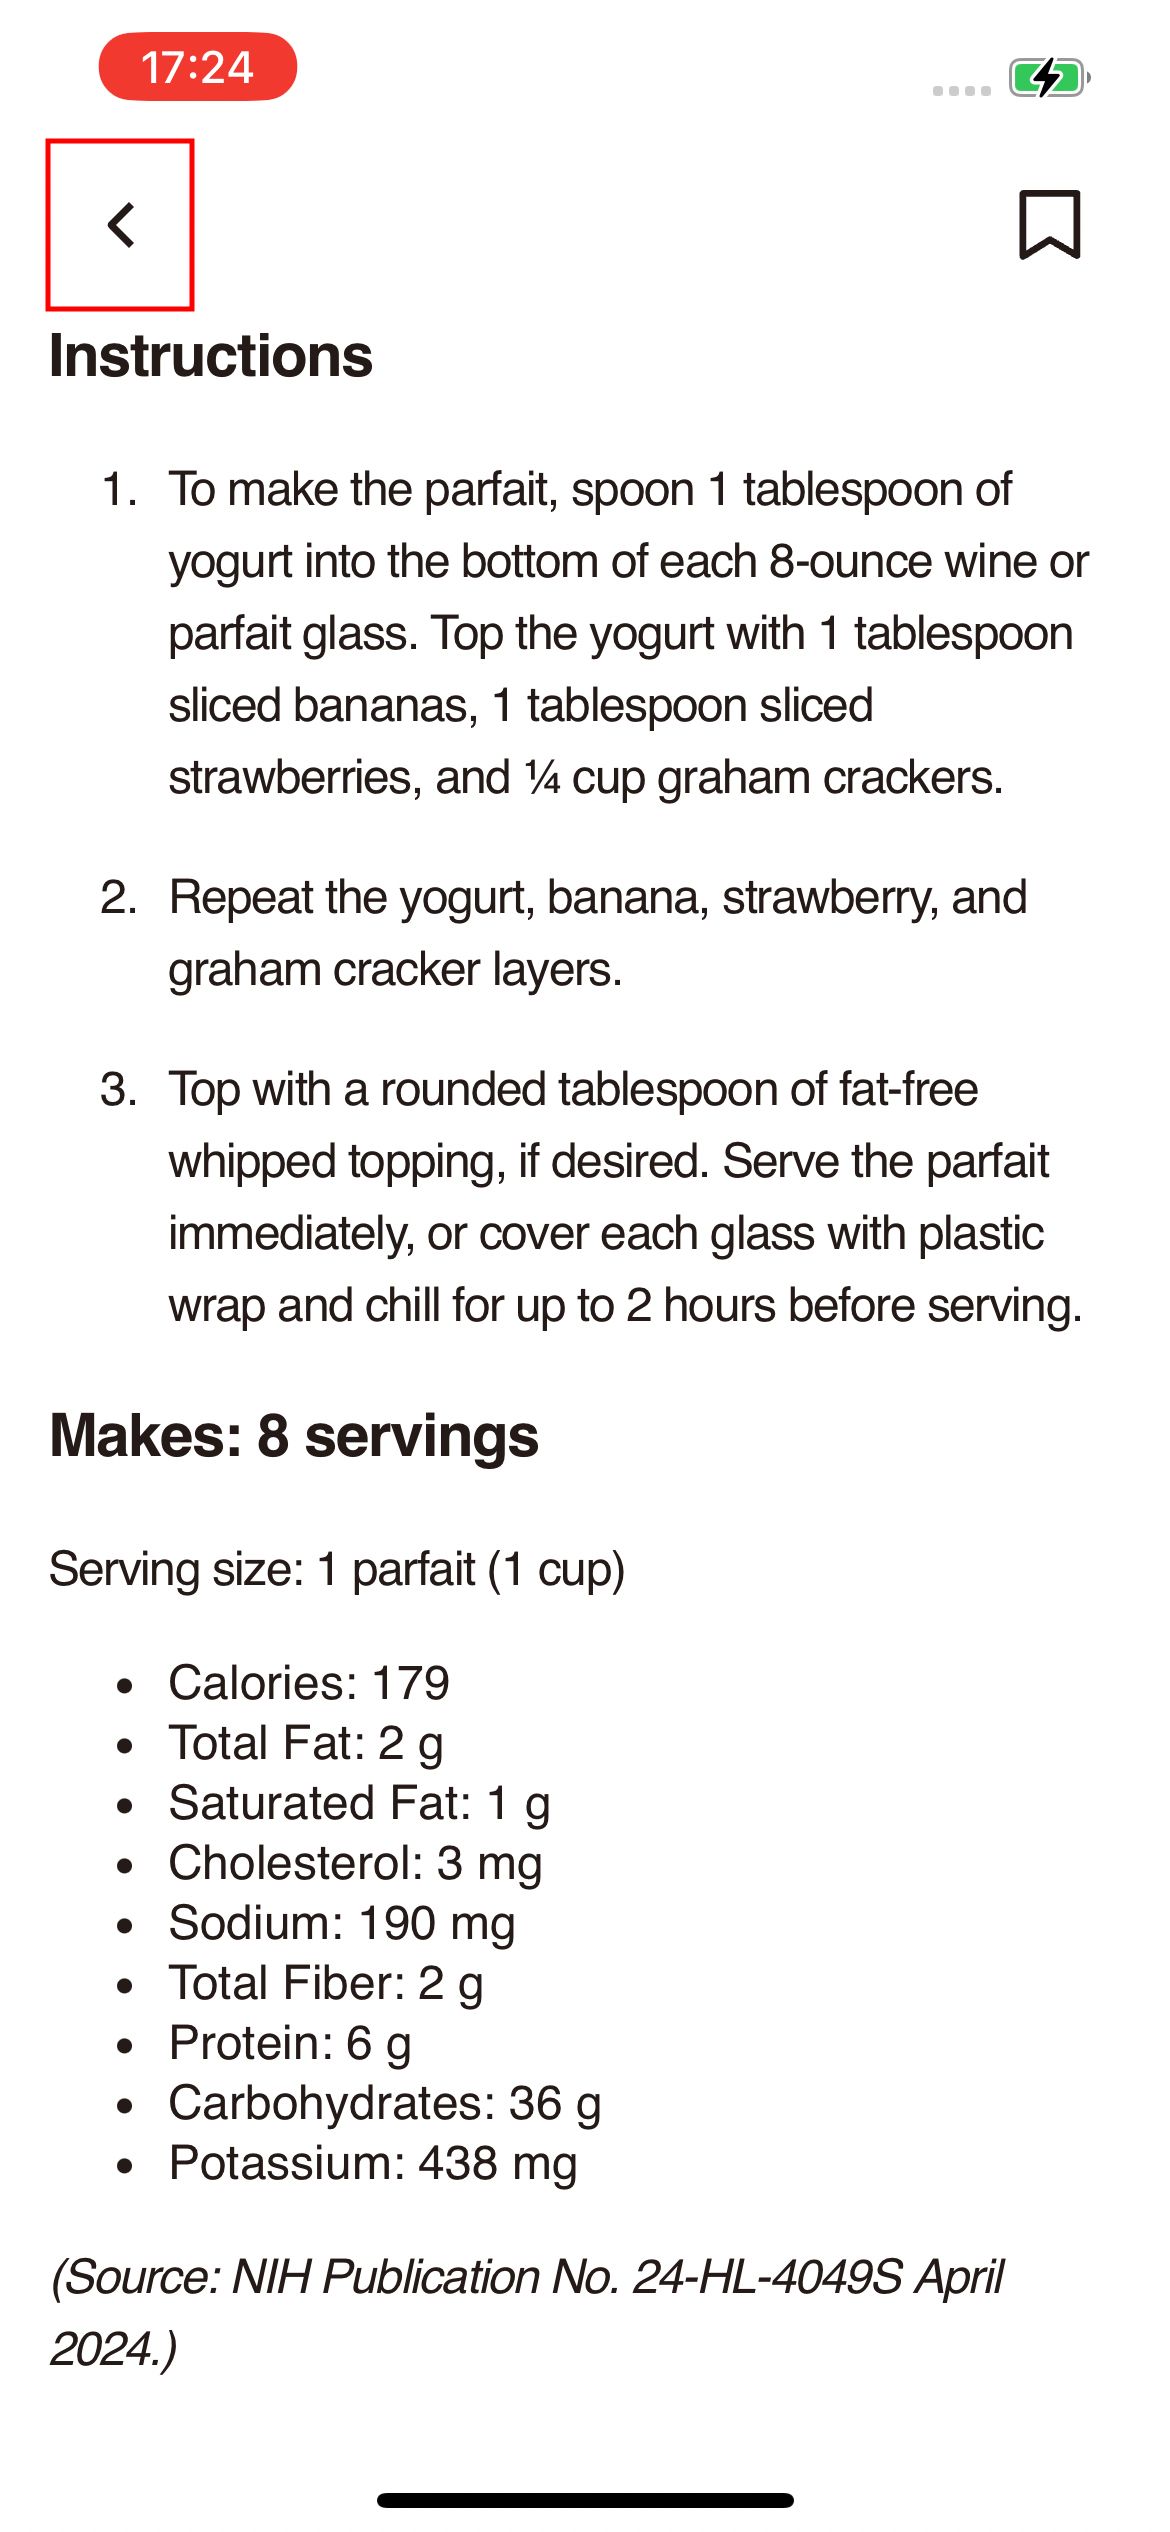 17:24
Instructions
1. To make the parfait, spoon 1 tablespoon of
yogurt into the bottom of each 8-ounce wine or
parfait glass. Top the yogurt with 1 tablespoon
sliced bananas, 1 tablespoon sliced
strawberries, and ¼ cup graham crackers.
2. Repeat the yogurt, banana, strawberry, and
graham cracker layers.
3. Top with a rounded tablespoon of fat-free
whipped topping, if desired. Serve the parfait
immediately, or cover each glass with plastic
wrap and chill for up to 2 hours before serving.
Makes: 8 servings
Serving size: 1 parfait (1 cup)
• Calories: 179
• Total Fat: 2 g
• Saturated Fat: 1 g
• Cholesterol: 3 mg
• Sodium: 190 mg
• Total Fiber: 2 g
• Protein: 6 g
• Carbohydrates: 36 g
• Potassium: 438 mg
(Source: NIH Publication No. 24-HL-4049S April
2024.)